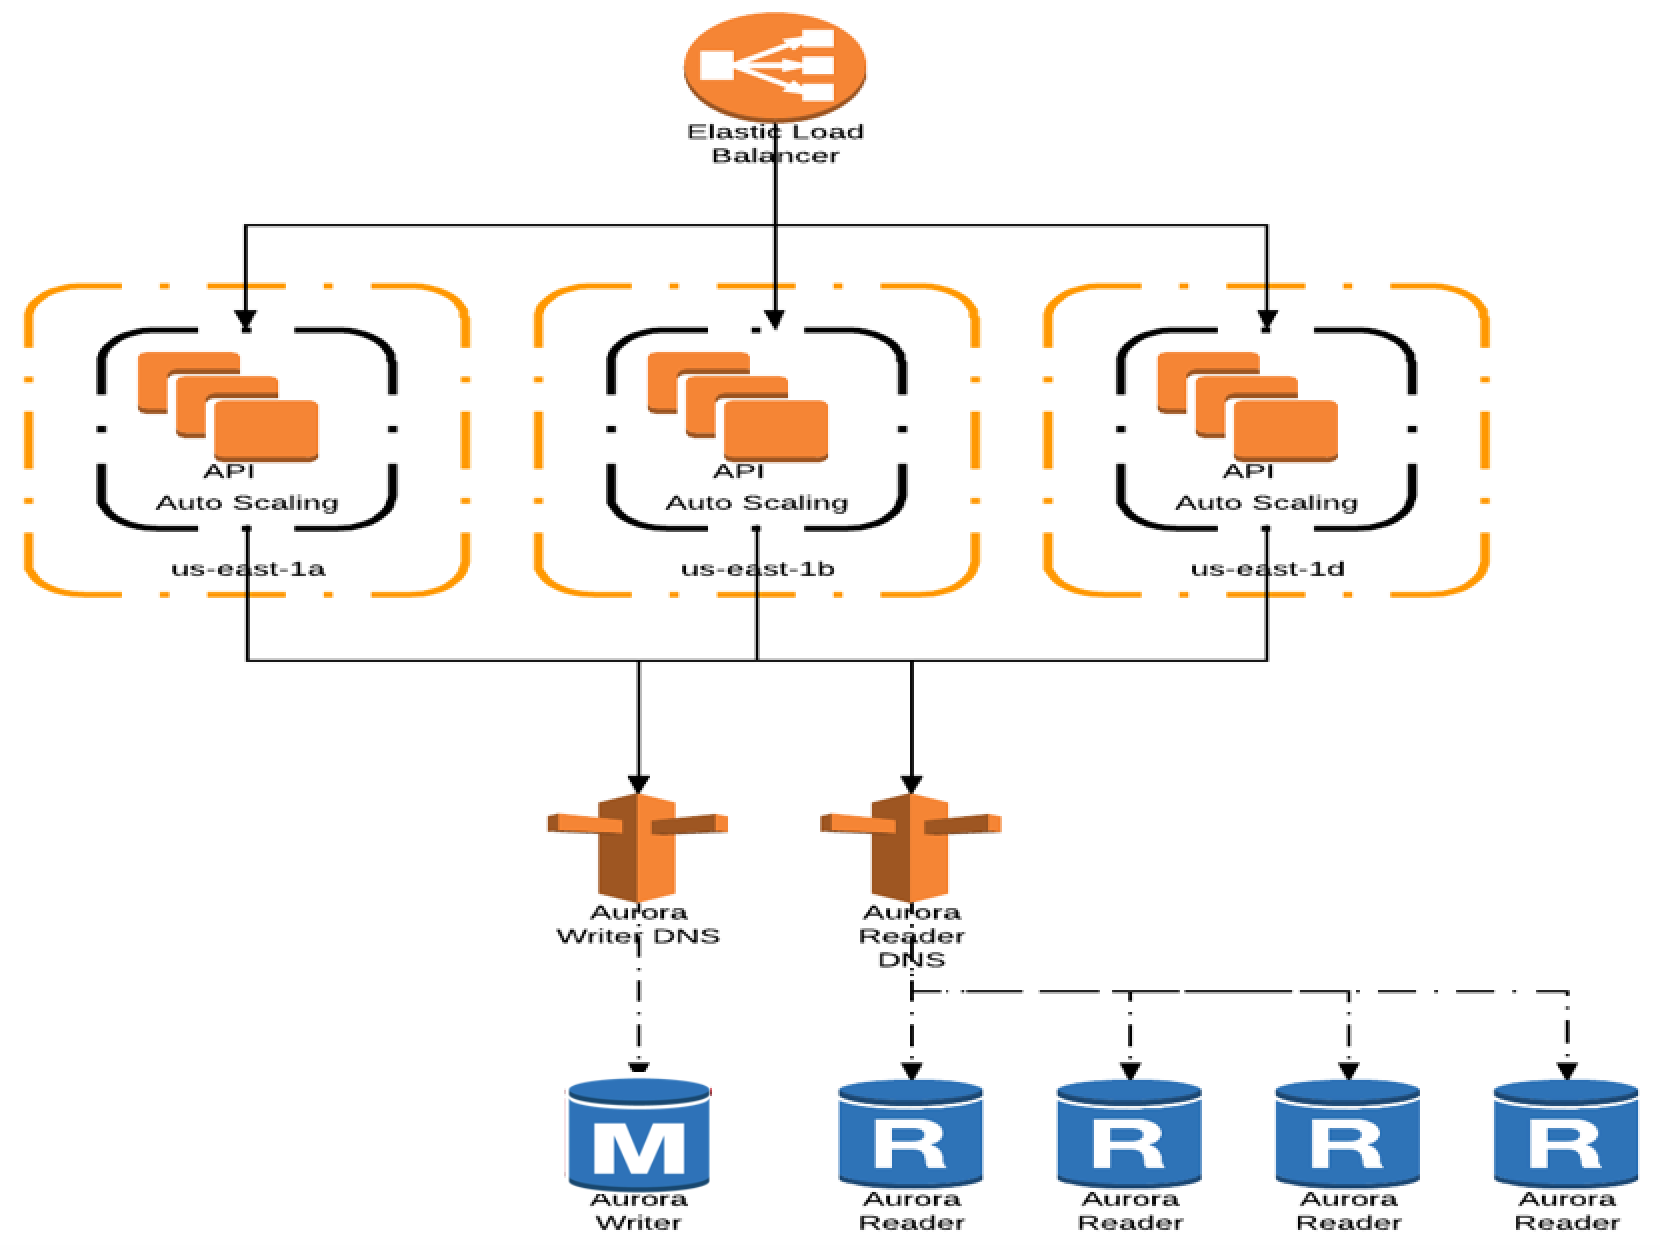 Elastic Load
Balancer
API
Auto Scaling
us-east-1a
API
Auto Scaling
us-east-1b
API
Auto Scaling
us-east-1d
Aurora
Writer DNS
Aurora
Reader
DNS
M
Aurora
Writer
R
Aurora
Reader
R
Aurora
Reader
R
Aurora
Reader
R
Aurora
Reader